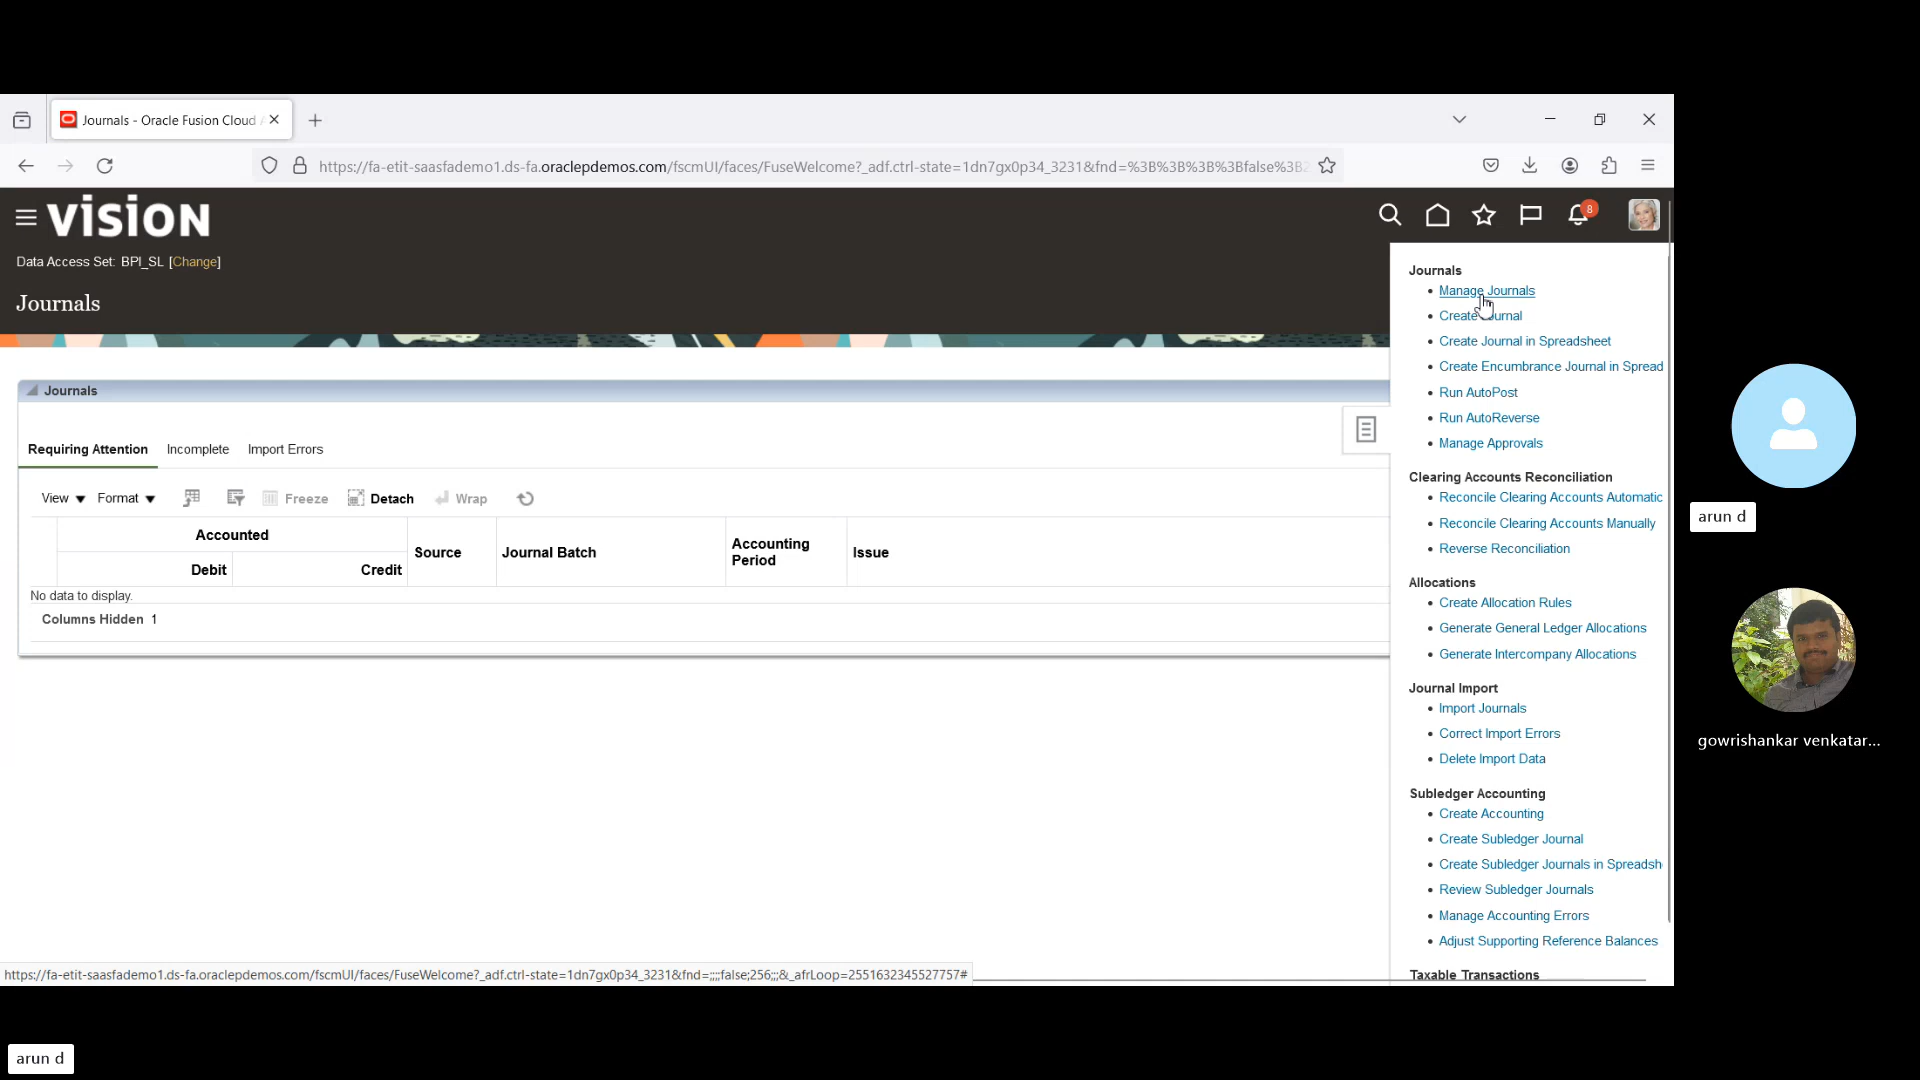 Journals - Oracle Fusion Cloud A
https://fa-etit-saasfademo1.ds-fa.oraclepdemos.com/fscmUI/faces/FuseWelcome?_adf.ctrl-state=1dn7gx0p34_3231&fnd=%3B%3B%3B%3Bfalse%3B2
VISION
8
Data Access Set: BPI_SL [Change]
Journals
Journals
Requiring Attention Incomplete Import Errors
View Format Freeze Detach Wrap
Accounted
Debit Credit
Source
Journal Batch
Accounting
Period
Issue
No data to display.
Columns Hidden 1
Journals
• Manage Journals
• Create Journal
• Create Journal in Spreadsheet
• Create Encumbrance Journal in Spread
• Run AutoPost
• Run AutoReverse
• Manage Approvals
Clearing Accounts Reconciliation
• Reconcile Clearing Accounts Automatic
• Reconcile Clearing Accounts Manually
• Reverse Reconciliation
Allocations
• Create Allocation Rules
• Generate General Ledger Allocations
• Generate Intercompany Allocations
Journal Import
• Import Journals
• Correct Import Errors
• Delete Import Data
Subledger Accounting
• Create Accounting
• Create Subledger Journal
• Create Subledger Journals in Spreadsh
• Review Subledger Journals
• Manage Accounting Errors
• Adjust Supporting Reference Balances
Taxable Transactions
https://fa-etit-saasfademo1.ds-fa.oraclepdemos.com/fscmUI/faces/FuseWelcome?_adf.ctrl-state=1dn7gx0p34_3231&fnd=;;;;false;256;;;&_afrLoop=2551632345527757#
arun d
gowrishankar venkatar...
arun d